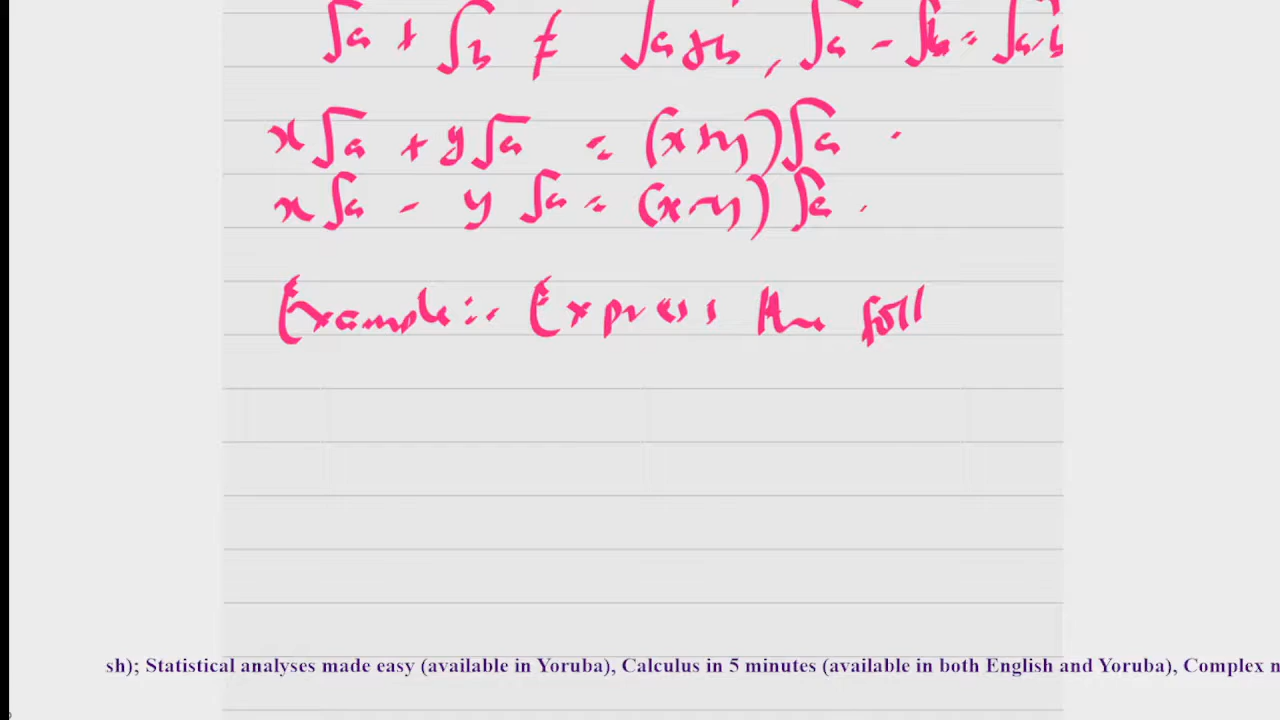 √a + √b ≠ √a+b, √a - √b = √a-b
x√a + y√a = (x+y)√a.
x√a - y√a = (x-y)√a.
Example:- Express the foll
sh); Statistical analyses made easy (available in Yoruba), Calculus in 5 minutes (available in both English and Yoruba), Complex n